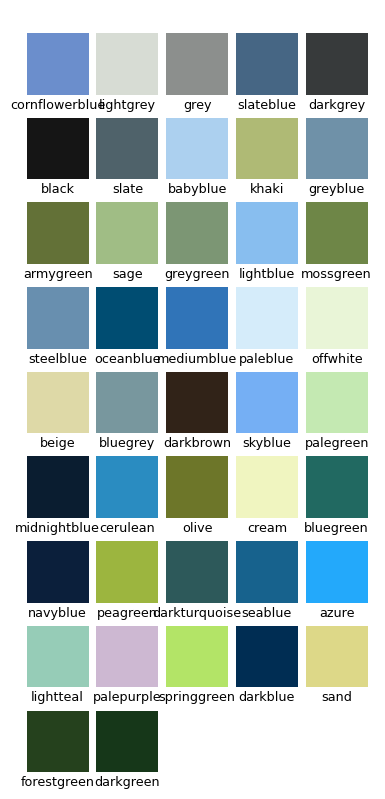 cornflowerblue lightgrey grey slateblue darkgrey
black slate babyblue khaki greyblue
armygreen sage greygreen lightblue mossgreen
steelblue oceanblue mediumblue paleblue offwhite
beige bluegrey darkbrown skyblue palegreen
midnightblue cerulean olive cream bluegreen
navyblue peagreen darkturquoise seablue azure
lightteal palepurple springgreen darkblue sand
forestgreen darkgreen